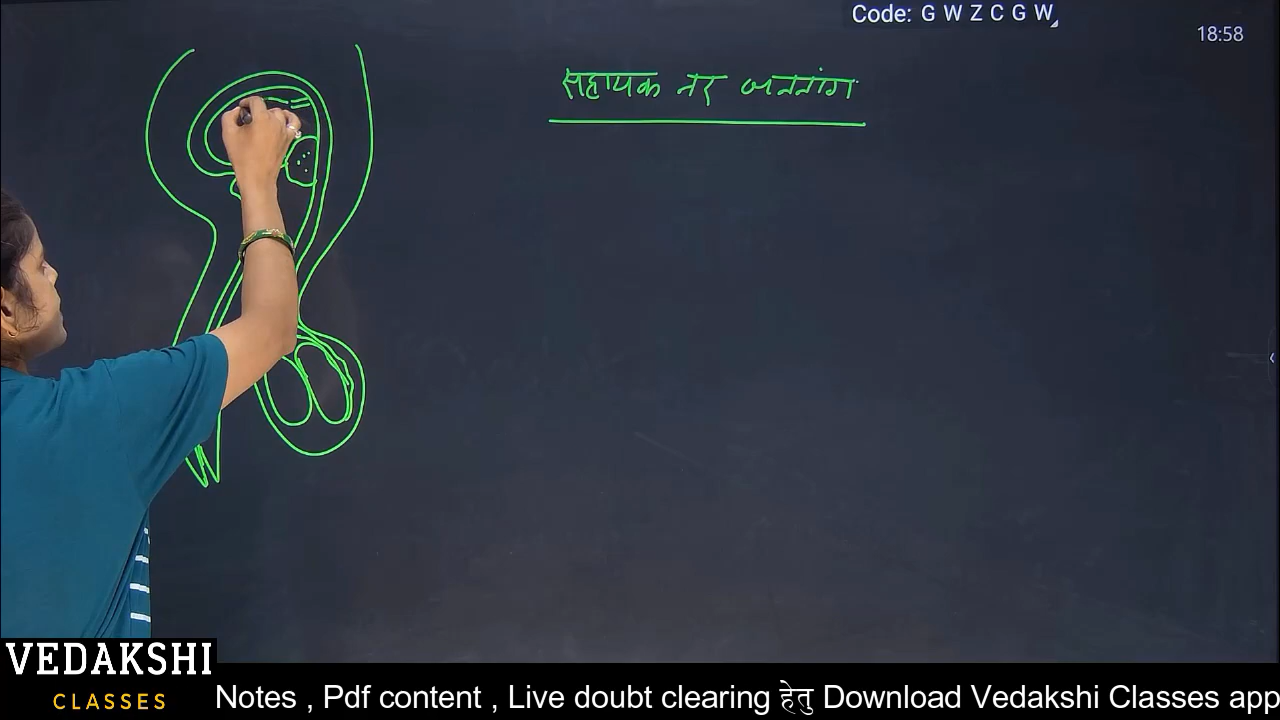 Code: G W Z C G W
18:58
सहायक नर जननांग
VEDAKSHI
CLASSES
Notes , Pdf content , Live doubt clearing हेतु Download Vedakshi Classes app